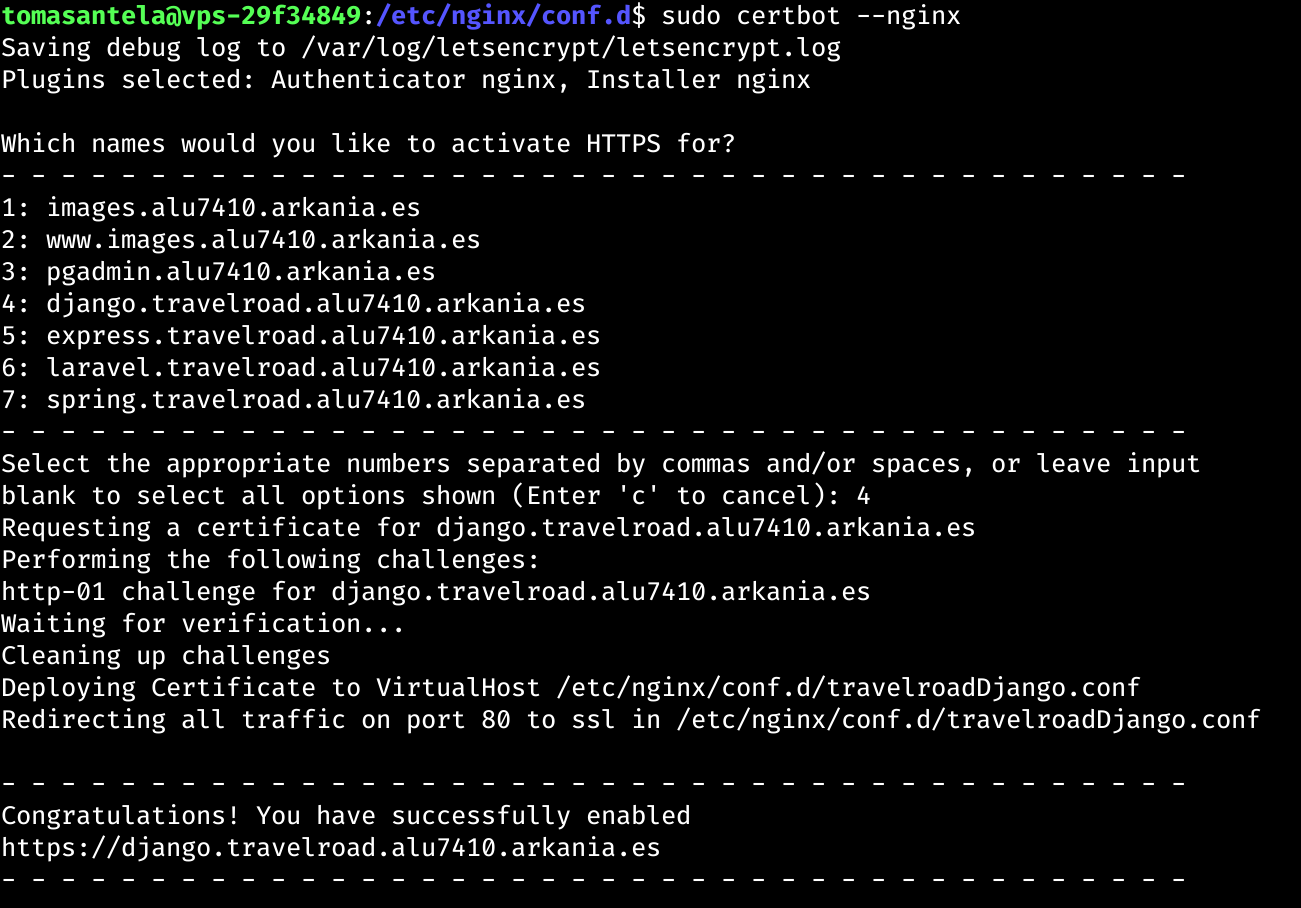 tomasantela@vps-29f34849:/etc/nginx/conf.d$ sudo certbot --nginx
Saving debug log to /var/log/letsencrypt/letsencrypt.log
Plugins selected: Authenticator nginx, Installer nginx
Which names would you like to activate HTTPS for?
- - - - - - - - - - - - - - - - - - - - - - - - - - - - - - - - - - - - - - - -
1: images.alu7410.arkania.es
2: www.images.alu7410.arkania.es
3: pgadmin.alu7410.arkania.es
4: django.travelroad.alu7410.arkania.es
5: express.travelroad.alu7410.arkania.es
6: laravel.travelroad.alu7410.arkania.es
7: spring.travelroad.alu7410.arkania.es
- - - - - - - - - - - - - - - - - - - - - - - - - - - - - - - - - - - - - - - -
Select the appropriate numbers separated by commas and/or spaces, or leave input
blank to select all options shown (Enter 'c' to cancel): 4
Requesting a certificate for django.travelroad.alu7410.arkania.es
Performing the following challenges:
http-01 challenge for django.travelroad.alu7410.arkania.es
Waiting for verification...
Cleaning up challenges
Deploying Certificate to VirtualHost /etc/nginx/conf.d/travelroadDjango.conf
Redirecting all traffic on port 80 to ssl in /etc/nginx/conf.d/travelroadDjango.conf
- - - - - - - - - - - - - - - - - - - - - - - - - - - - - - - - - - - - - - - -
Congratulations! You have successfully enabled
https://django.travelroad.alu7410.arkania.es
- - - - - - - - - - - - - - - - - - - - - - - - - - - - - - - - - - - - - - - -